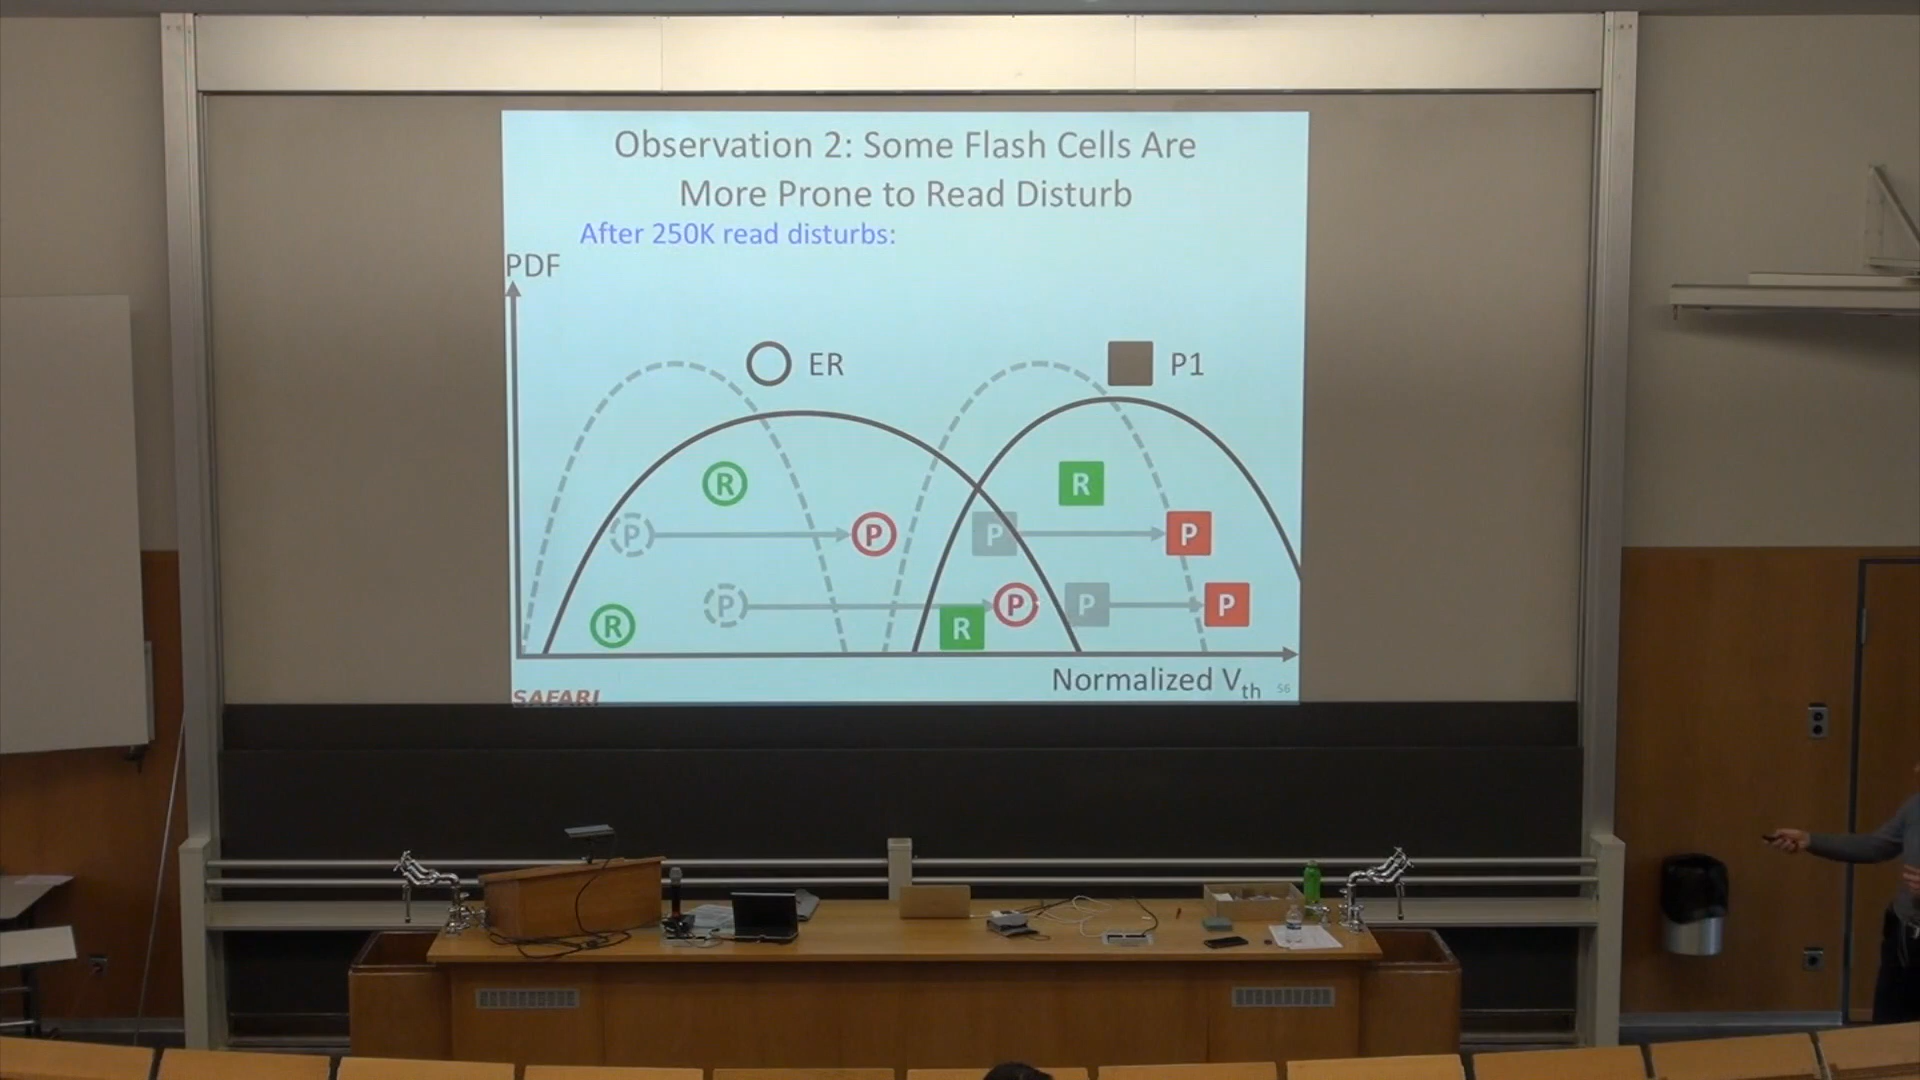 Observation 2: Some Flash Cells Are
More Prone to Read Disturb
After 250K read disturbs:
PDF
ER
P1
R
R
P
P
P
P
P
P
P
P
R
R
Normalized Vth
56
SAFARI